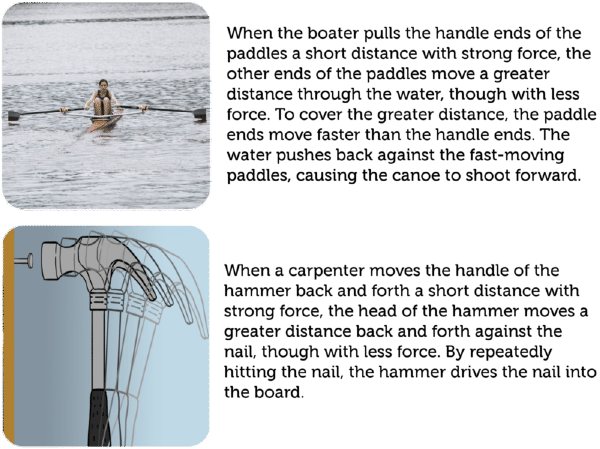 When the boater pulls the handle ends of the
paddles a short distance with strong force, the
other ends of the paddles move a greater
distance through the water, though with less
force. To cover the greater distance, the paddle
ends move faster than the handle ends. The
water pushes back against the fast-moving
paddles, causing the canoe to shoot forward.
When a carpenter moves the handle of the
hammer back and forth a short distance with
strong force, the head of the hammer moves a
greater distance back and forth against the
nail, though with less force. By repeatedly
hitting the nail, the hammer drives the nail into
the board.